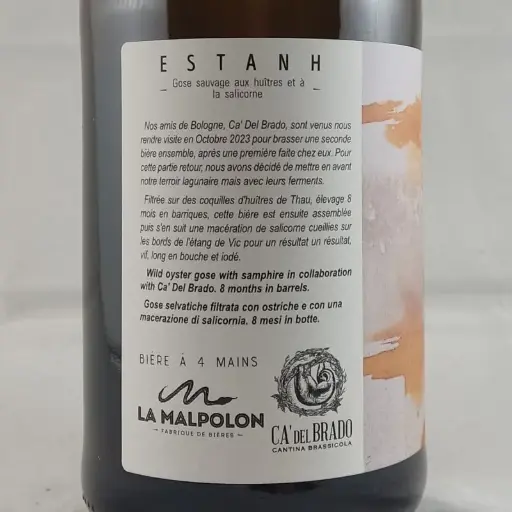 ESTANH
Gose sauvage aux huîtres et à
la salicorne
Nos amis de Bologne, Ca' Del Brado, sont venus nous
rendre visite en Octobre 2023 pour brasser une seconde
bière ensemble, après une première faite chez eux. Pour
cette partie retour, nous avons décidé de mettre en avant
notre terroir lagunaire mais avec leurs ferments.
Filtrée sur des coquilles d'huîtres de Thau, élevage 8
mois en barriques, cette bière est ensuite assemblée
puis s'en suit une macération de salicorne cueillies sur
les bords de l'étang de Vic pour un résultat un résultat,
vif, long en bouche et iodé.
Wild oyster gose with samphire in collaboration
with Ca' Del Brado. 8 months in barrels.
Gose selvatiche filtrata con ostriche e con una
macerazione di salicornia. 8 mesi in botte.
BIÈRE À 4 MAINS
LA MALPOLON
FABRIQUE DE BIÈRES
CA' DEL BRADO
CANTINA BRASSICOLA